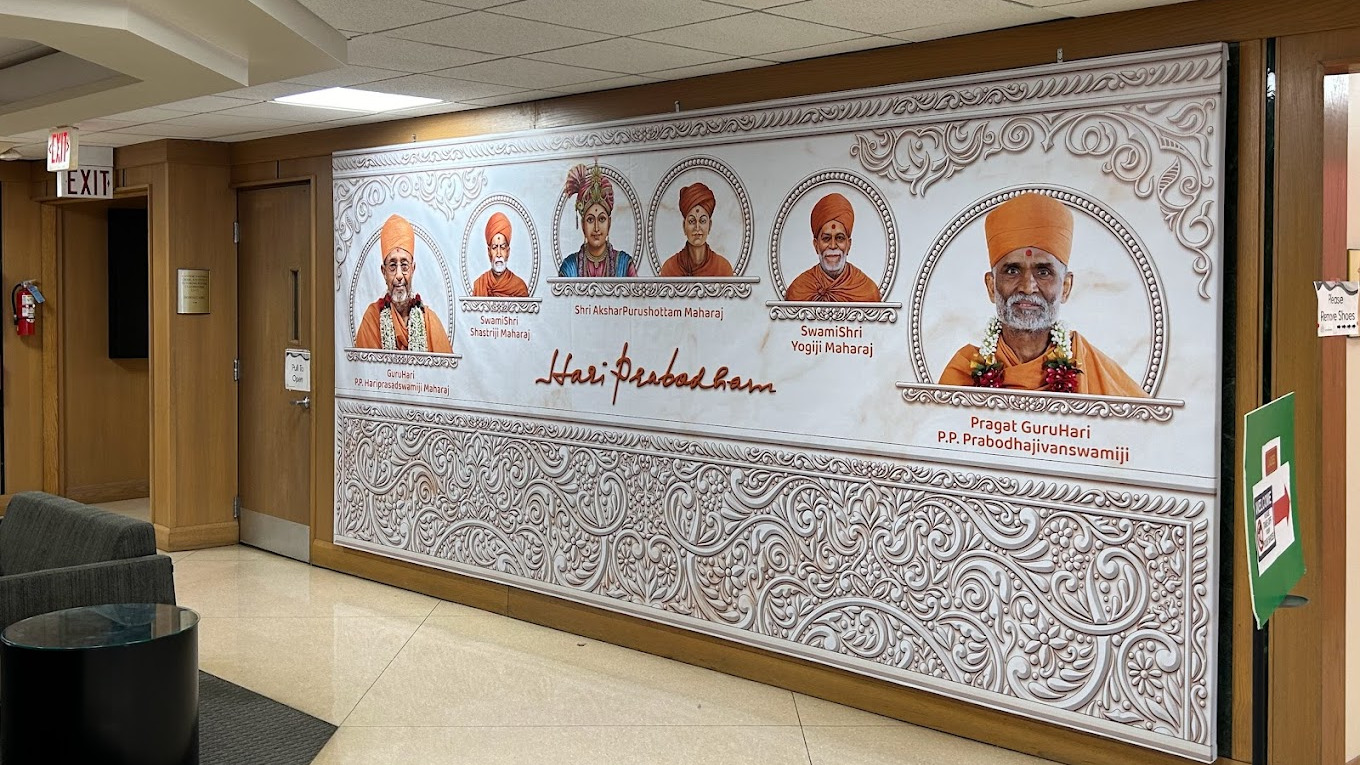 EXIT
EXIT
Pull To
Open
GuruHari
P.P. Hariprasadswamiji Maharaj
SwamiShri
Shastriji Maharaj
Shri AksharPurushottam Maharaj
SwamiShri
Yogiji Maharaj
Hari Prabodham
Pragat GuruHari
P.P. Prabodhajivanswamiji
Please
Remove Shoes
WELCOME